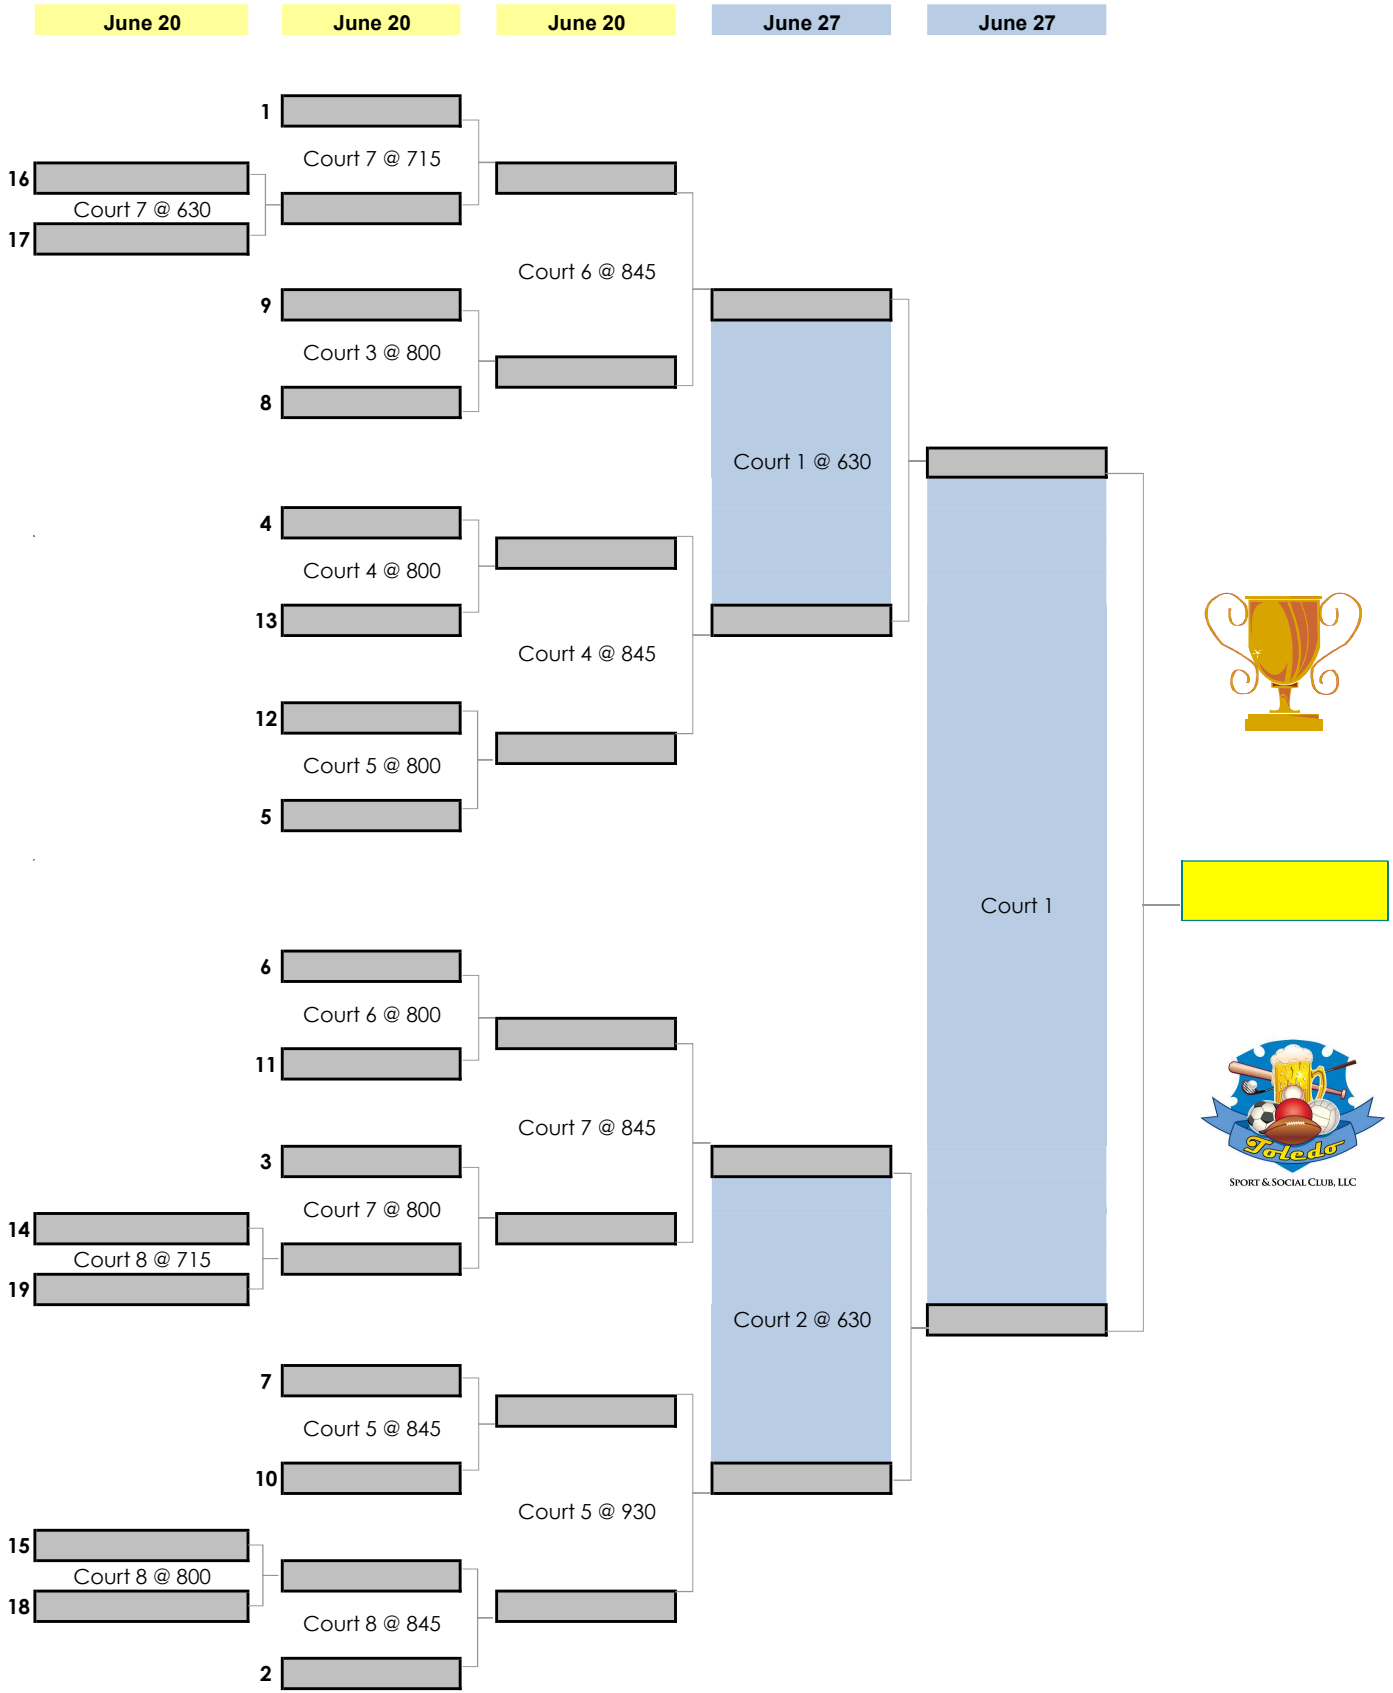 June 20 June 20 June 20 June 27 June 27
1
Court 7 @ 715
16
Court 7 @ 630
17
Court 6 @ 845
9
Court 3 @ 800
8
Court 1 @ 630
4
Court 4 @ 800
13
Court 4 @ 845
12
Court 5 @ 800
5
Court 1
6
Court 6 @ 800
11
Court 7 @ 845
3
Toledo
SPORT & SOCIAL CLUB, LLC
Court 7 @ 800
14
Court 8 @ 715
19
Court 2 @ 630
7
Court 5 @ 845
10
Court 5 @ 930
15
Court 8 @ 800
18
Court 8 @ 845
2